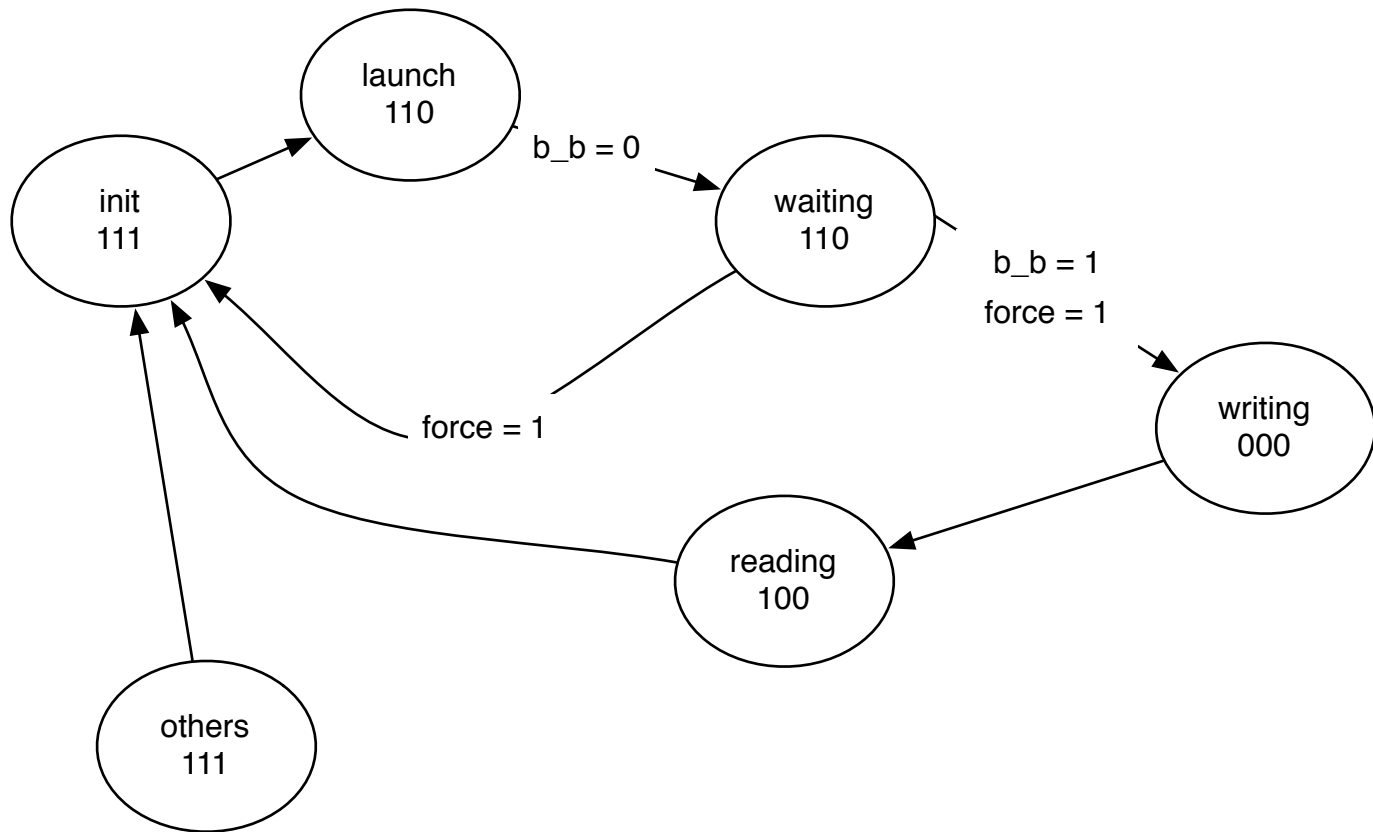 launch
110
b_b = 0
init
111
waiting
110
b_b = 1
force = 1
writing
000
force = 1
reading
100
others
111